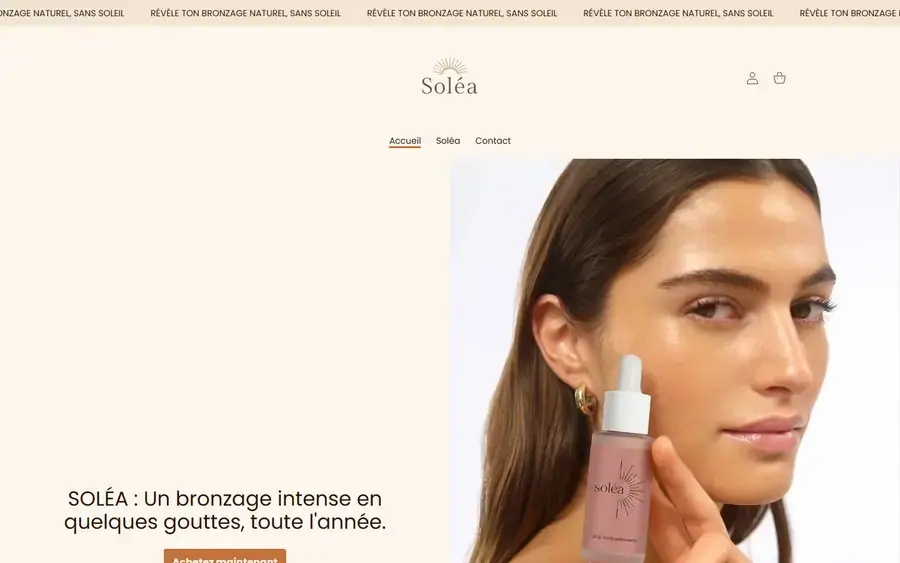 ONZAGE NATUREL, SANS SOLEIL RÉVÈLE TON BRONZAGE NATUREL, SANS SOLEIL RÉVÈLE TON BRONZAGE NATUREL, SANS SOLEIL RÉVÈLE TON BRONZAGE NATUREL, SANS SOLEIL RÉVÈLE TON BRONZAGE
Soléa
Accueil Soléa Contact
soléa
SOLÉA : Un bronzage intense en
quelques gouttes, toute l'année.
Achetez maintenant